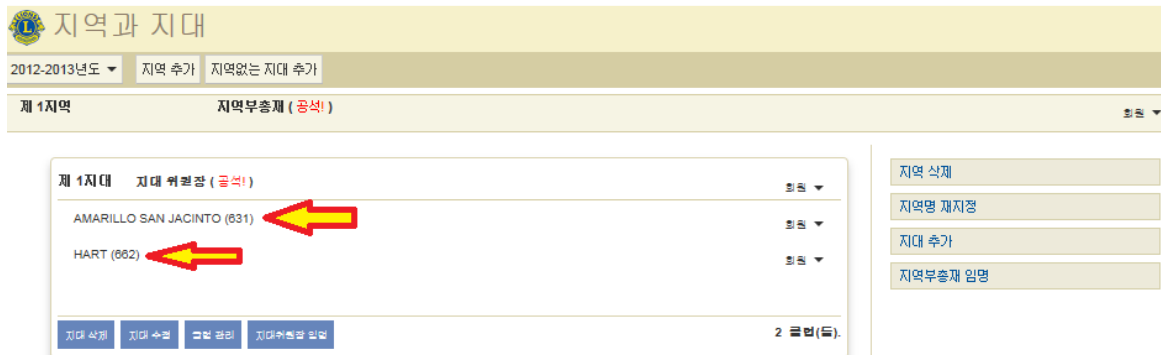 지역과 지대
2012-2013년도 지역 추가 지역없는 지대 추가
제 1지역 지역부총재 ( 공석! )
회원
제 1지대 지대 위원장 ( 공석! )
회원
AMARILLO SAN JACINTO (631)
회원
HART (662)
회원
지대 삭제 지대 수정 클럽 관리 지대위원장 임명
2 클럽(들).
지역 삭제
지역명 재지정
지대 추가
지역부총재 임명